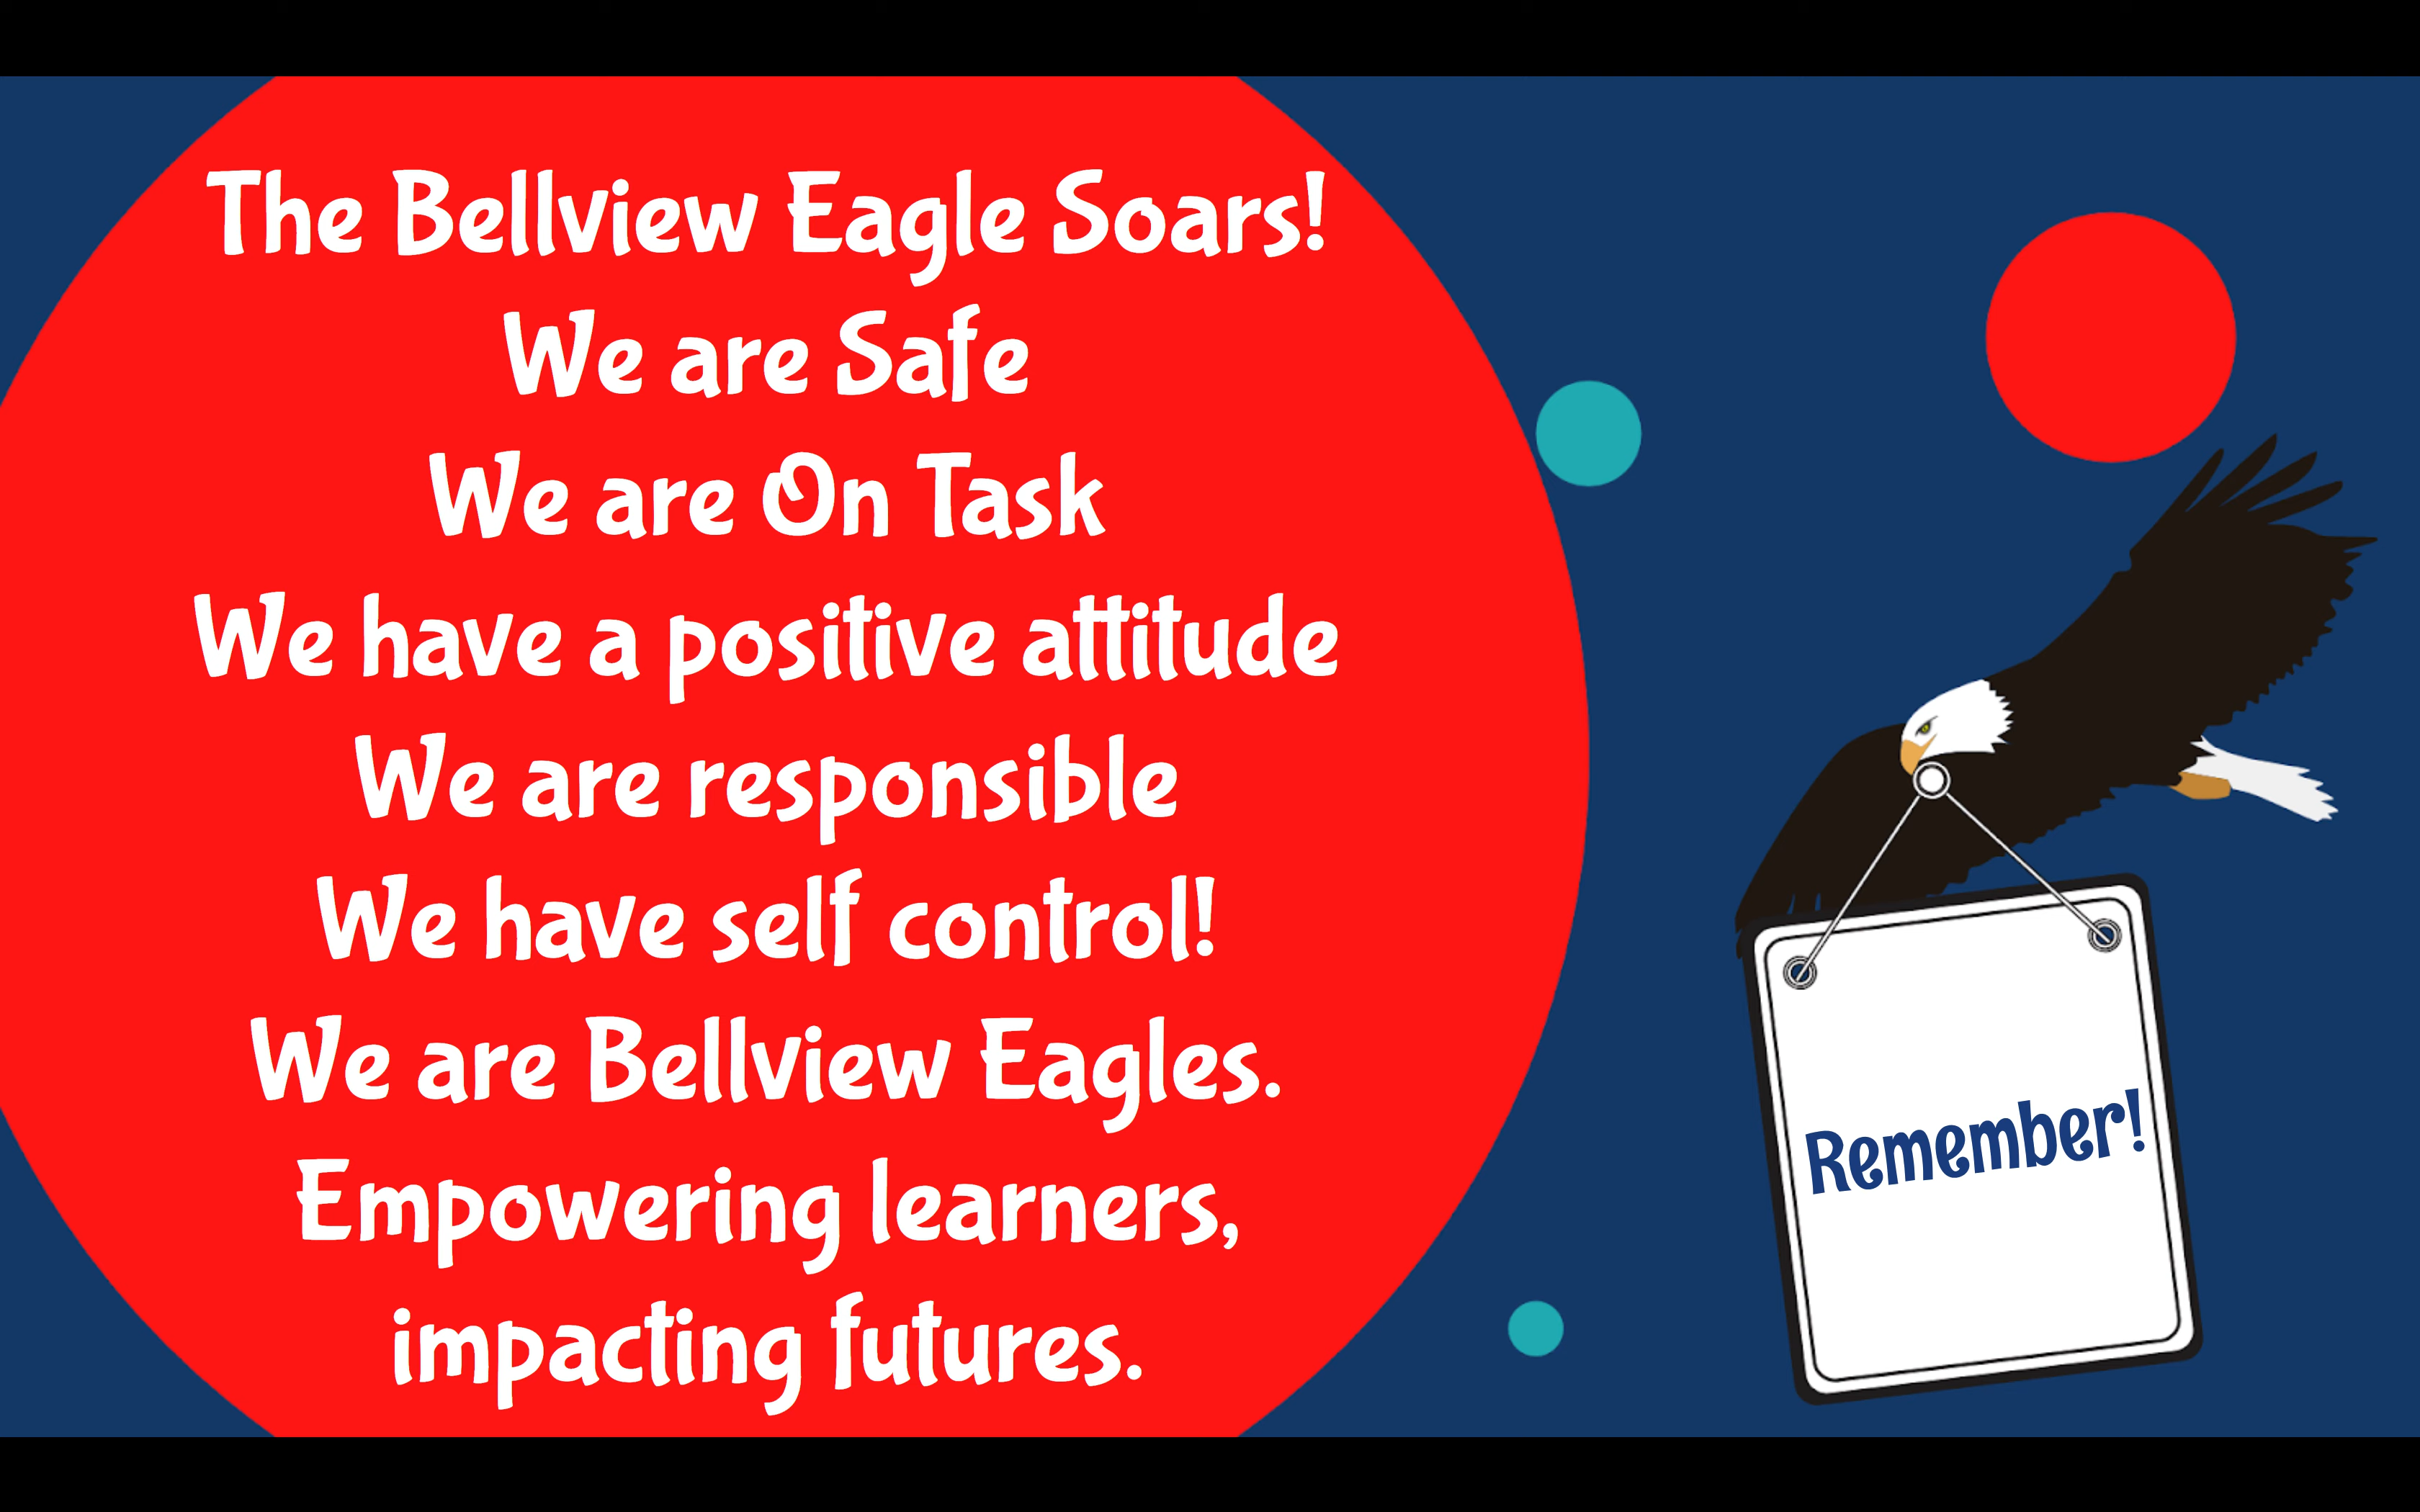 The Bellview Eagle Soars!
We are Safe
We are On Task
We have a positive attitude
We are responsible
We have self control!
We are Bellview Eagles.
Empowering learners,
impacting futures.
Remember!